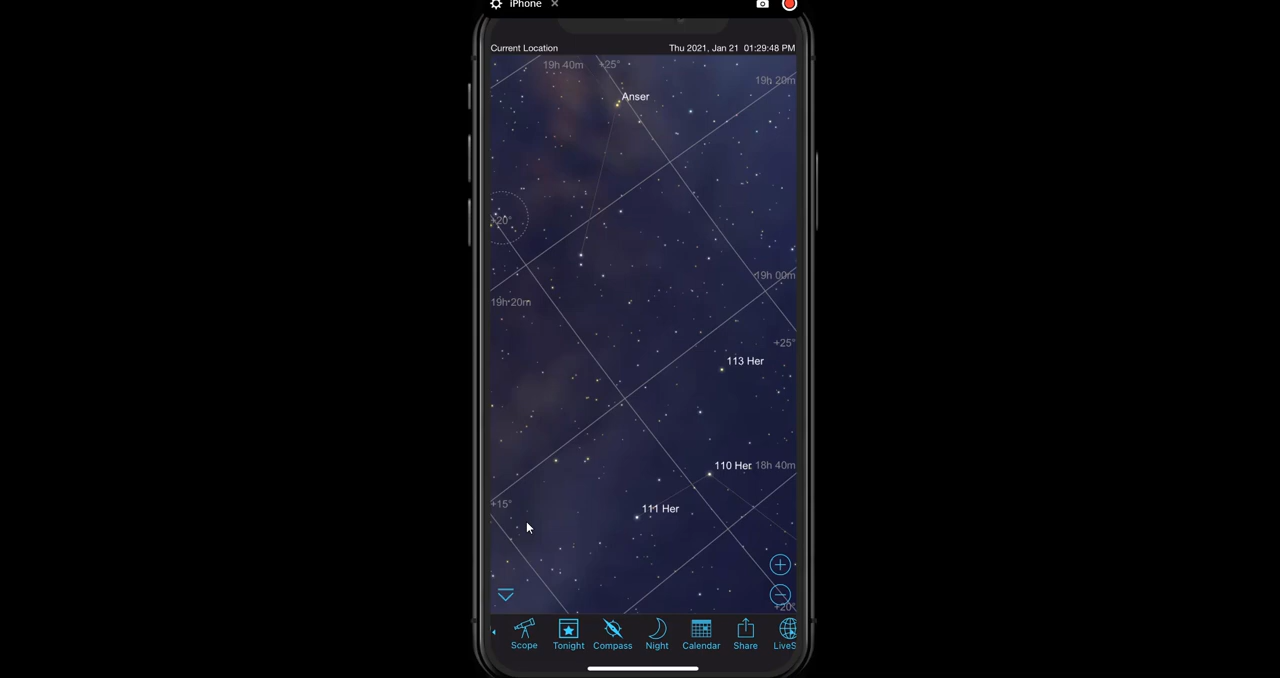 iPhone
Current Location
Thu 2021, Jan 21 01:29:48 PM
19h 40m
+25°
19h 20m
Anser
+20°
19h 00m
19h 20m
+25°
113 Her
110 Her
18h 40m
+15°
111 Her
+20°
Scope
Tonight
Compass
Night
Calendar
Share
LiveS